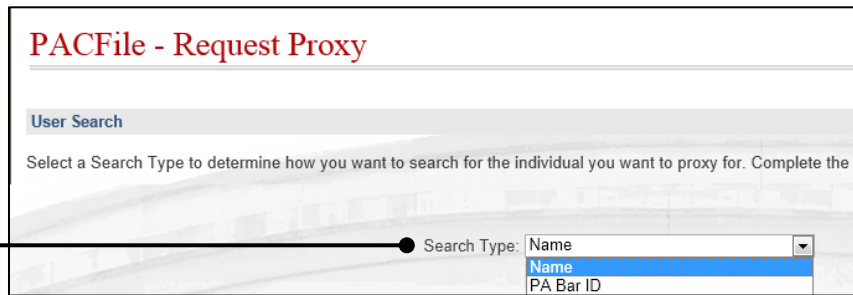 PACFile - Request Proxy
User Search
Select a Search Type to determine how you want to search for the individual you want to proxy for. Complete the
Search Type: Name
Name
PA Bar ID